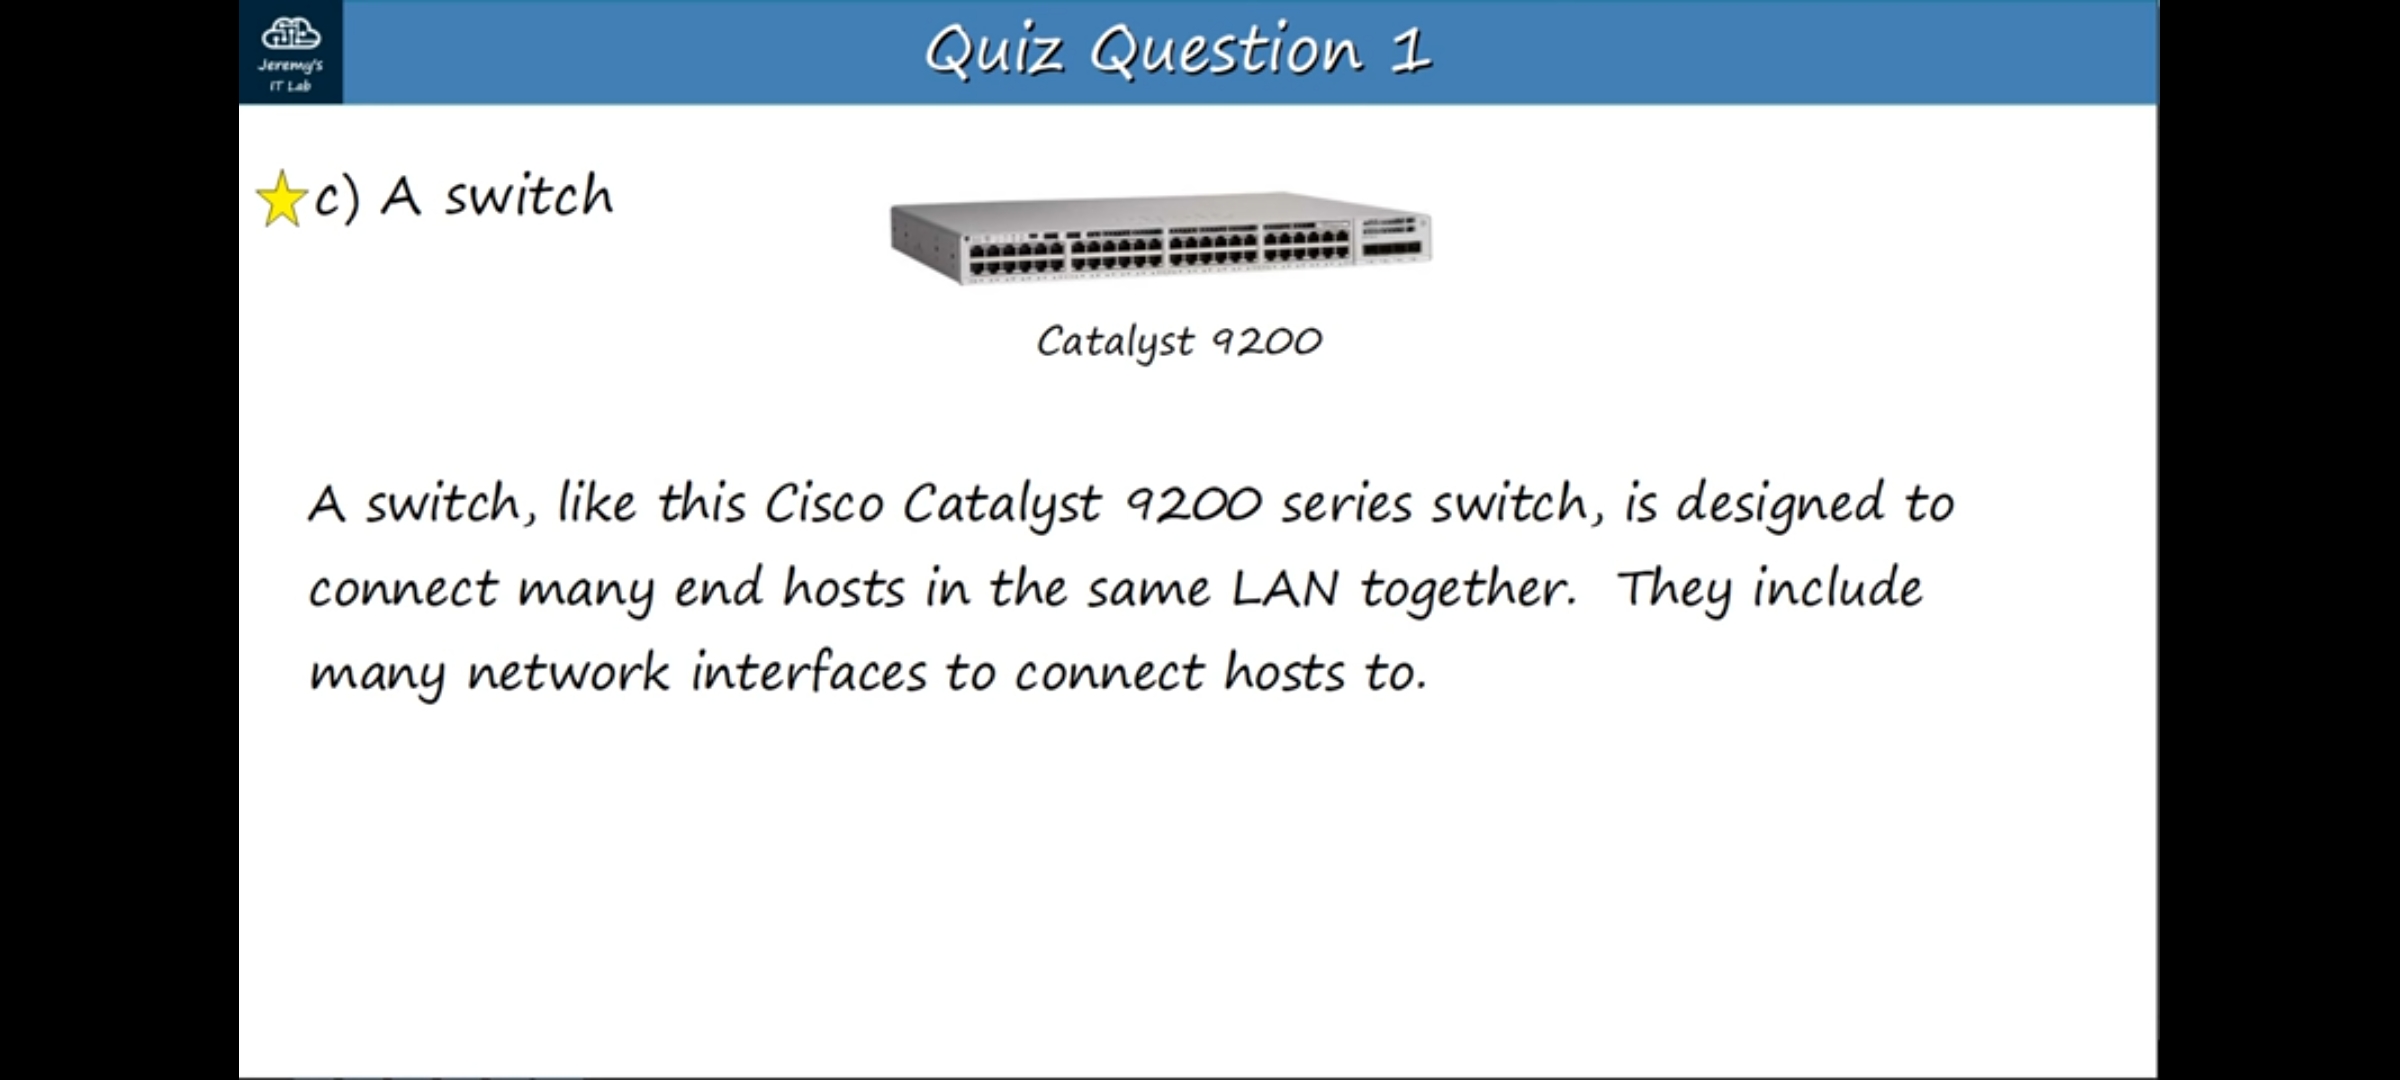 Jeremy's
IT Lab
Quiz Question 1
c) A switch
Catalyst 9200
A switch, like this Cisco Catalyst 9200 series switch, is designed to
connect many end hosts in the same LAN together. They include
many network interfaces to connect hosts to.